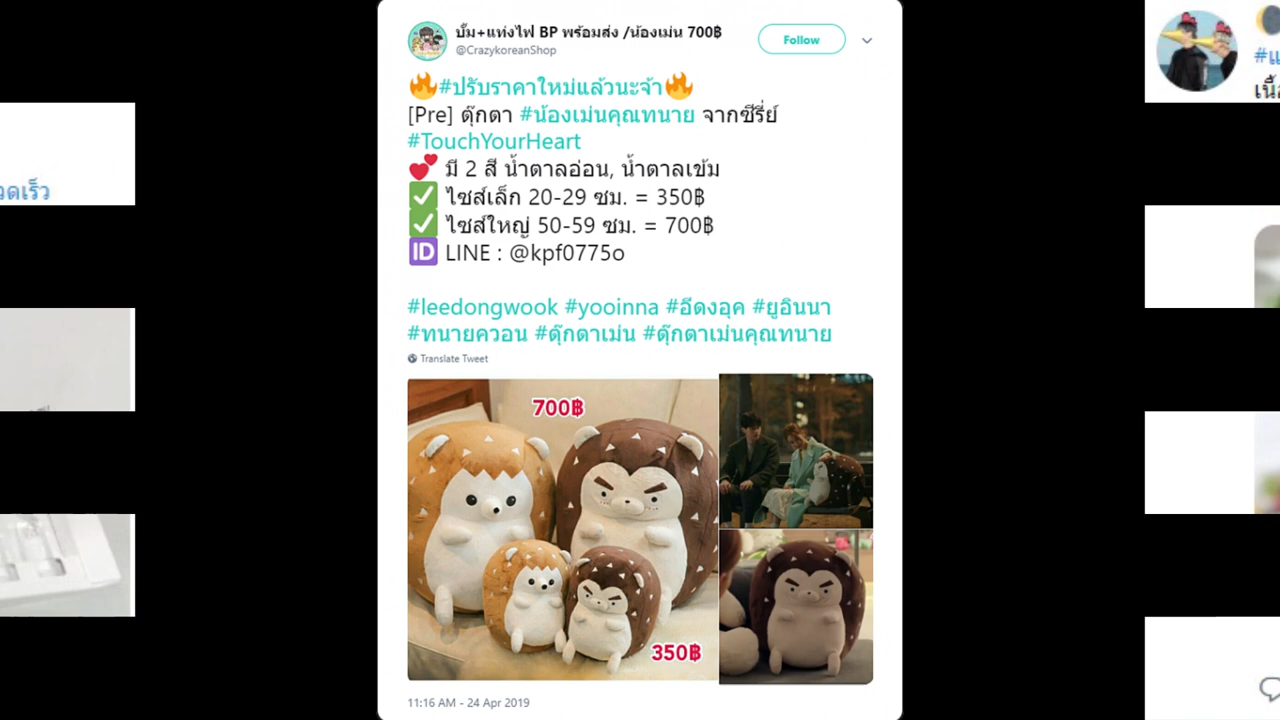 บั๊ม+แท่งไฟ BP พร้อมส่ง /น้องเม่น 700฿
@CrazykoreanShop
Follow
🔥#ปรับราคาใหม่แล้วนะจ้า🔥
[Pre] ตุ๊กตา #น้องเม่นคุณทนาย จากซีรี่ย์
#TouchYourHeart
💕 มี 2 สี น้ำตาลอ่อน, น้ำตาลเข้ม
✅ ไซส์เล็ก 20-29 ซม. = 350฿
✅ ไซส์ใหญ่ 50-59 ซม. = 700฿
🆔 LINE : @kpf0775o
#leedongwook #yooinna #อีดงอุค #ยูอินนา
#ทนายควอน #ตุ๊กตาเม่น #ตุ๊กตาเม่นคุณทนาย
Translate Tweet
700฿
350฿
11:16 AM - 24 Apr 2019